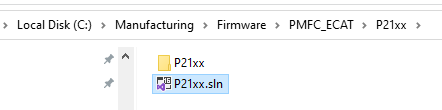 Local Disk (C:) > Manufacturing > Firmware > PMFC_ECAT > P21xx >
P21xx
P21xx.sln